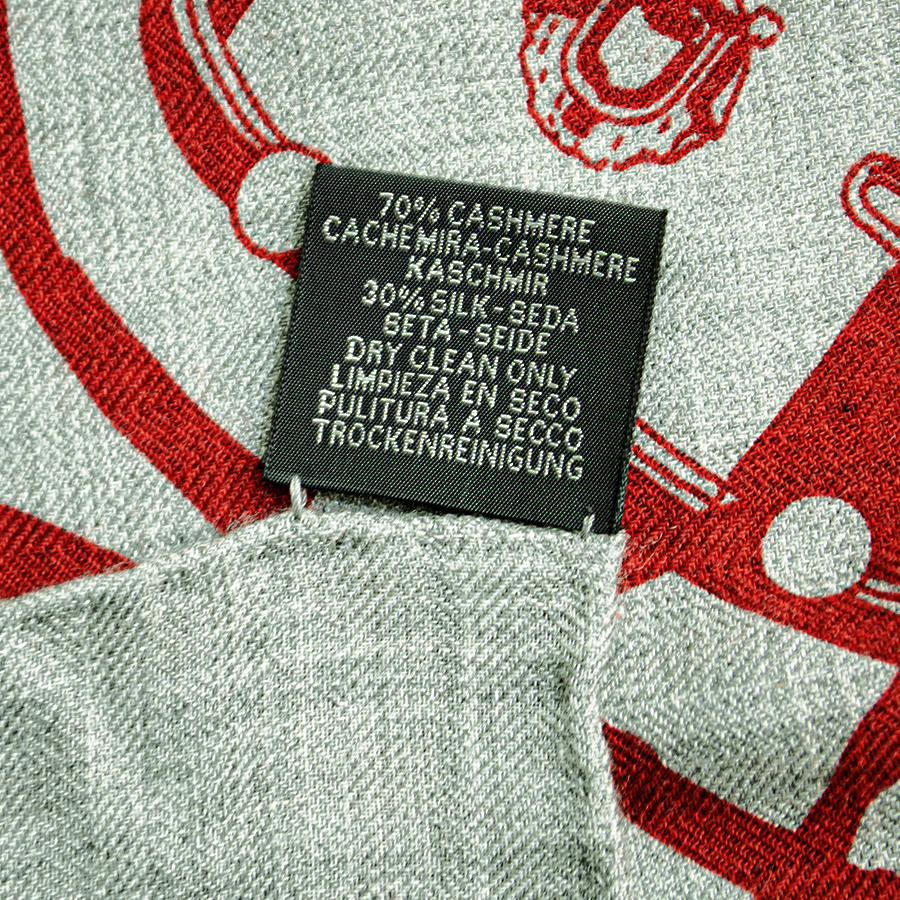 70% CASHMERE
CACHEMIRA-CASHMERE
KASCHMIR
30% SILK - SEDA
SETA - SEIDE
DRY CLEAN ONLY
LIMPIEZA EN SECO
PULITURA A SECCO
TROCKENREINIGUNG